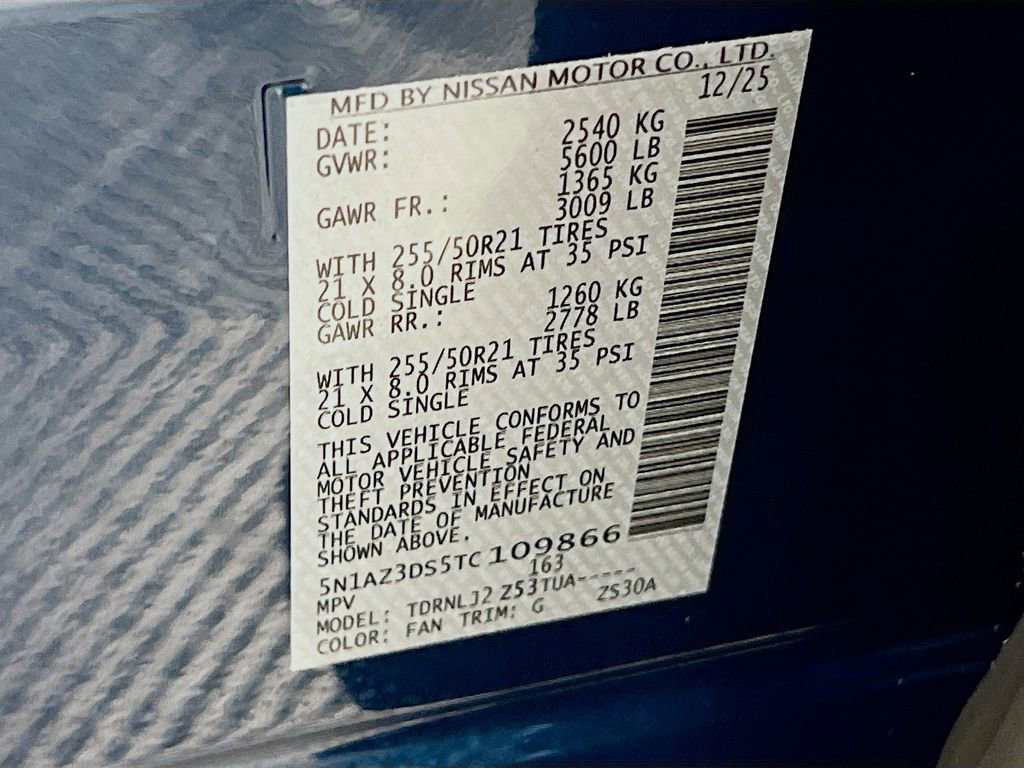 MFD BY NISSAN MOTOR CO., LTD.
DATE: 12/25
GVWR: 2540 KG
5600 LB
GAWR FR.: 1365 KG
3009 LB
WITH 255/50R21 TIRES
21 X 8.0 RIMS AT 35 PSI
COLD SINGLE
GAWR RR.: 1260 KG
2778 LB
WITH 255/50R21 TIRES
21 X 8.0 RIMS AT 35 PSI
COLD SINGLE
THIS VEHICLE CONFORMS TO
ALL APPLICABLE FEDERAL
MOTOR VEHICLE SAFETY AND
THEFT PREVENTION
STANDARDS IN EFFECT ON
THE DATE OF MANUFACTURE
SHOWN ABOVE.
5N1AZ3DS5TC109866
MPV 163
MODEL: TDRNLJ2 Z53TUA-----
COLOR: FAN TRIM: G ZS30A